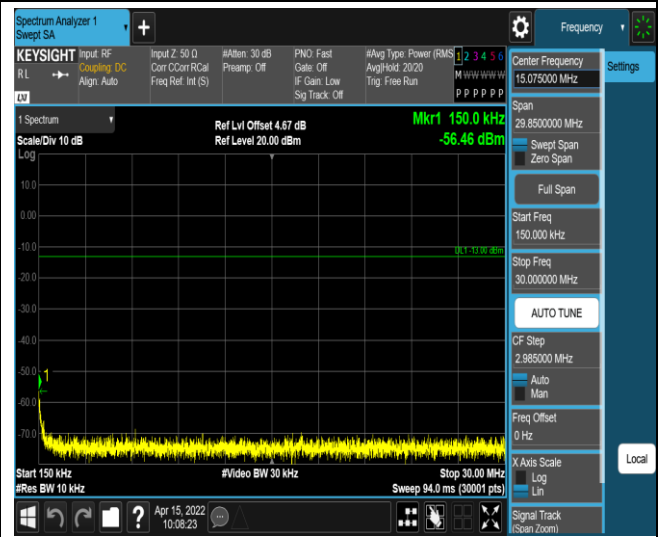 Spectrum Analyzer 1
Swept SA
+
Frequency
KEYSIGHT
RL
LXI
Input: RF
Coupling: DC
Align: Auto
Input Z: 50 Ω
Corr CCorr RCal
Freq Ref: Int (S)
#Atten: 30 dB
Preamp: Off
PNO: Fast
Gate: Off
IF Gain: Low
Sig Track: Off
#Avg Type: Power (RMS
Avg|Hold: 20/20
Trig: Free Run
1 2 3 4 5 6
M W W W W W
P P P P P P
1 Spectrum
Scale/Div 10 dB
Log
Ref Lvl Offset 4.67 dB
Ref Level 20.00 dBm
Mkr1 150.0 kHz
-56.46 dBm
10.0
0.00
-10.0
DL1 -13.00 dBm
-20.0
-30.0
-40.0
-50.0
1
-60.0
-70.0
Start 150 kHz
#Res BW 10 kHz
#Video BW 30 kHz
Stop 30.00 MHz
Sweep 94.0 ms (30001 pts)
?
Apr 15, 2022
10:08:23
Center Frequency
15.075000 MHz
Settings
Span
29.8500000 MHz
Swept Span
Zero Span
Full Span
Start Freq
150.000 kHz
Stop Freq
30.000000 MHz
AUTO TUNE
CF Step
2.985000 MHz
Auto
Man
Freq Offset
0 Hz
X Axis Scale
Log
Lin
Local
Signal Track
(Span Zoom)